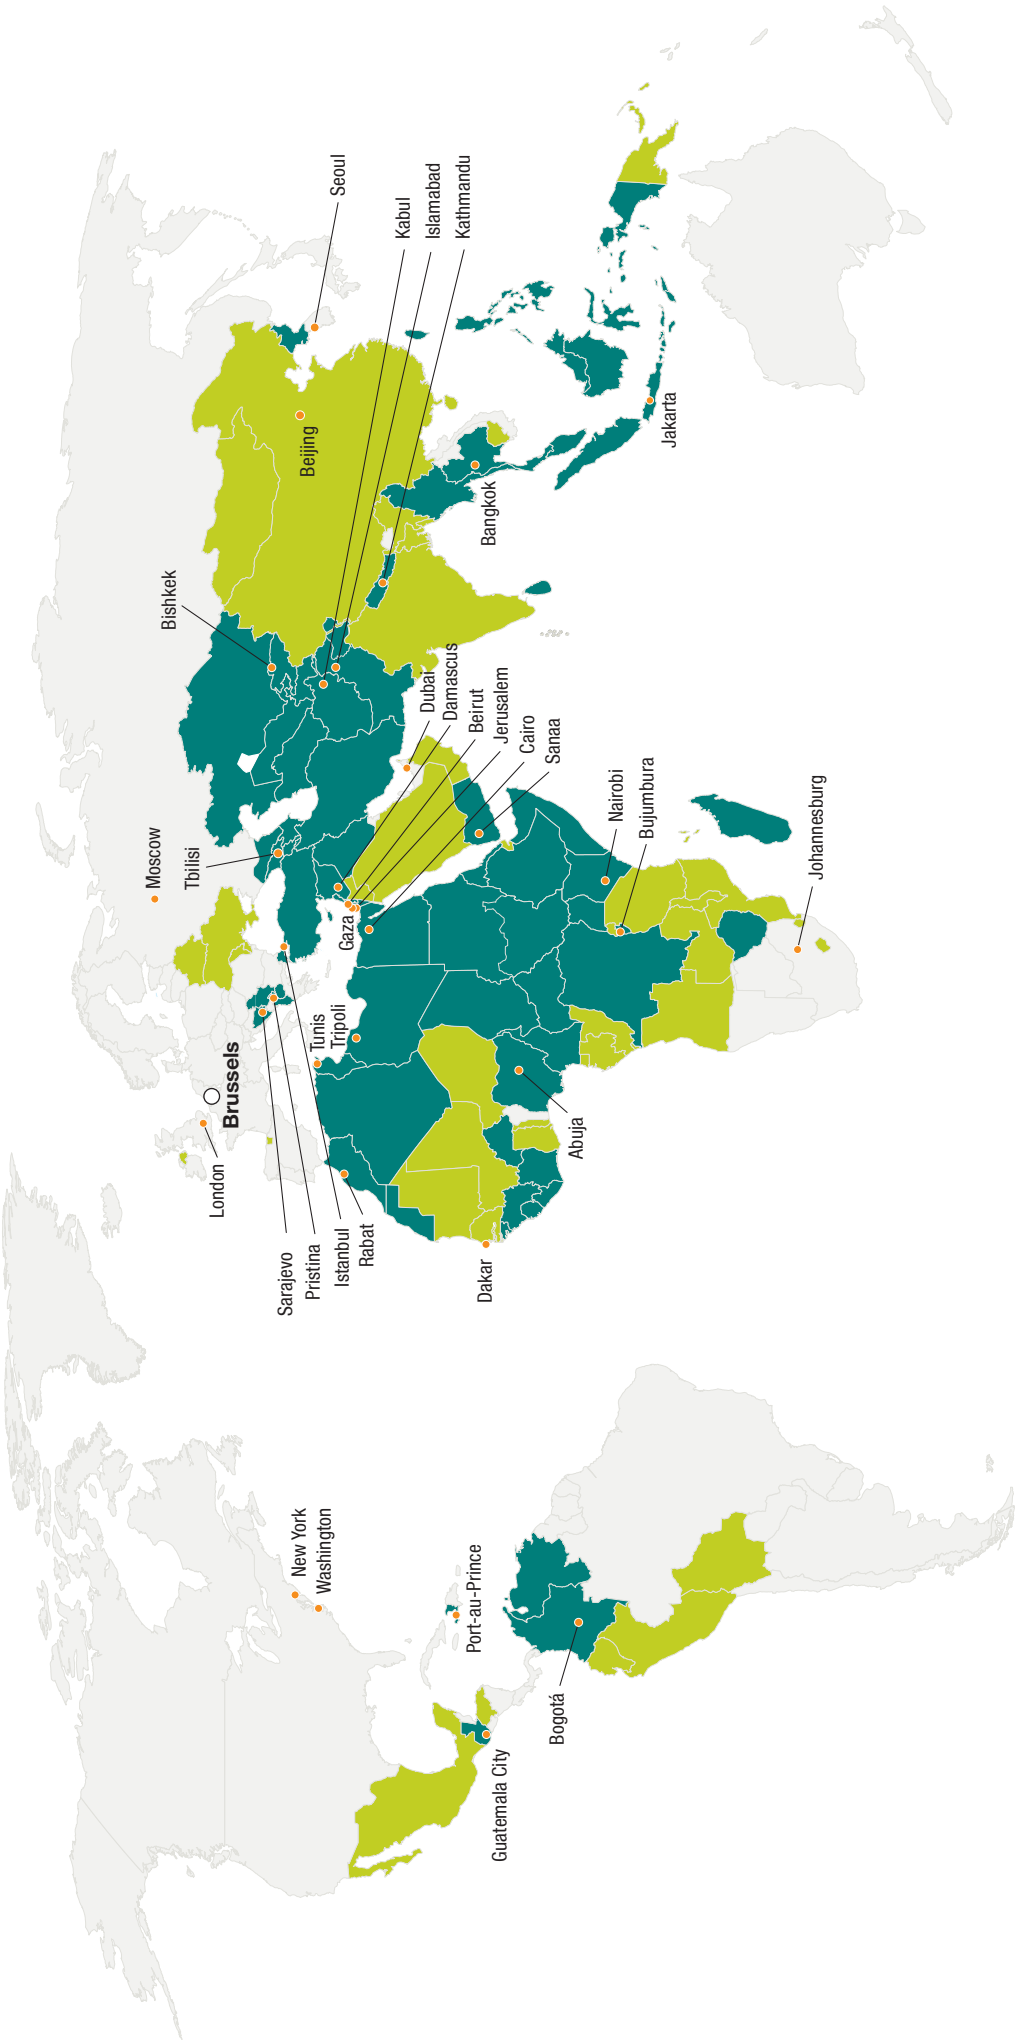 New York
Washington
Port-au-Prince
Guatemala City
Bogotá
London
Brussels
Moscow
Tbilisi
Bishkek
Sarajevo
Pristina
Istanbul
Rabat
Tunis
Tripoli
Gaza
Dakar
Abuja
Dubai
Damascus
Beirut
Jerusalem
Cairo
Sanaa
Nairobi
Bujumbura
Johannesburg
Beijing
Seoul
Kabul
Islamabad
Kathmandu
Bangkok
Jakarta